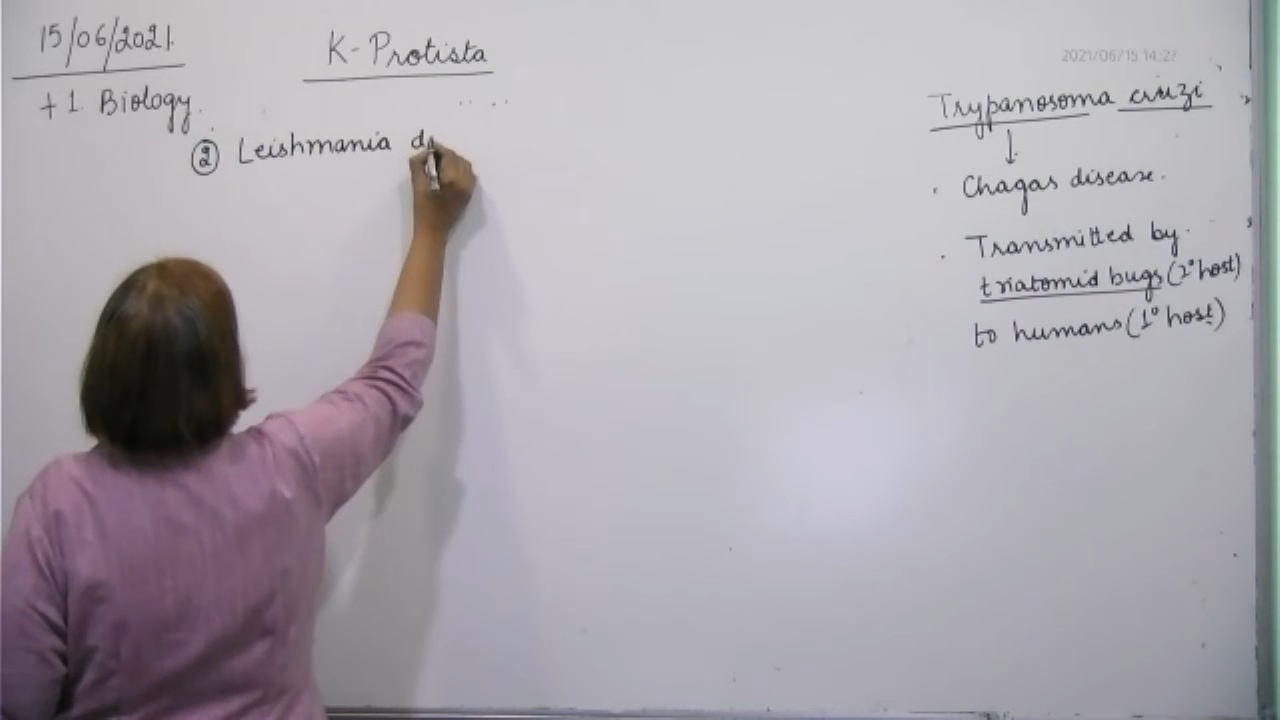 15/06/2021.
K-Protista
+1 Biology.
② Leishmania d
2021/06/15 14:27
Trypanosoma cruzi
↓
. Chagas disease.
. Transmitted by
triatomid bugs (2° host)
to humans (1° host)